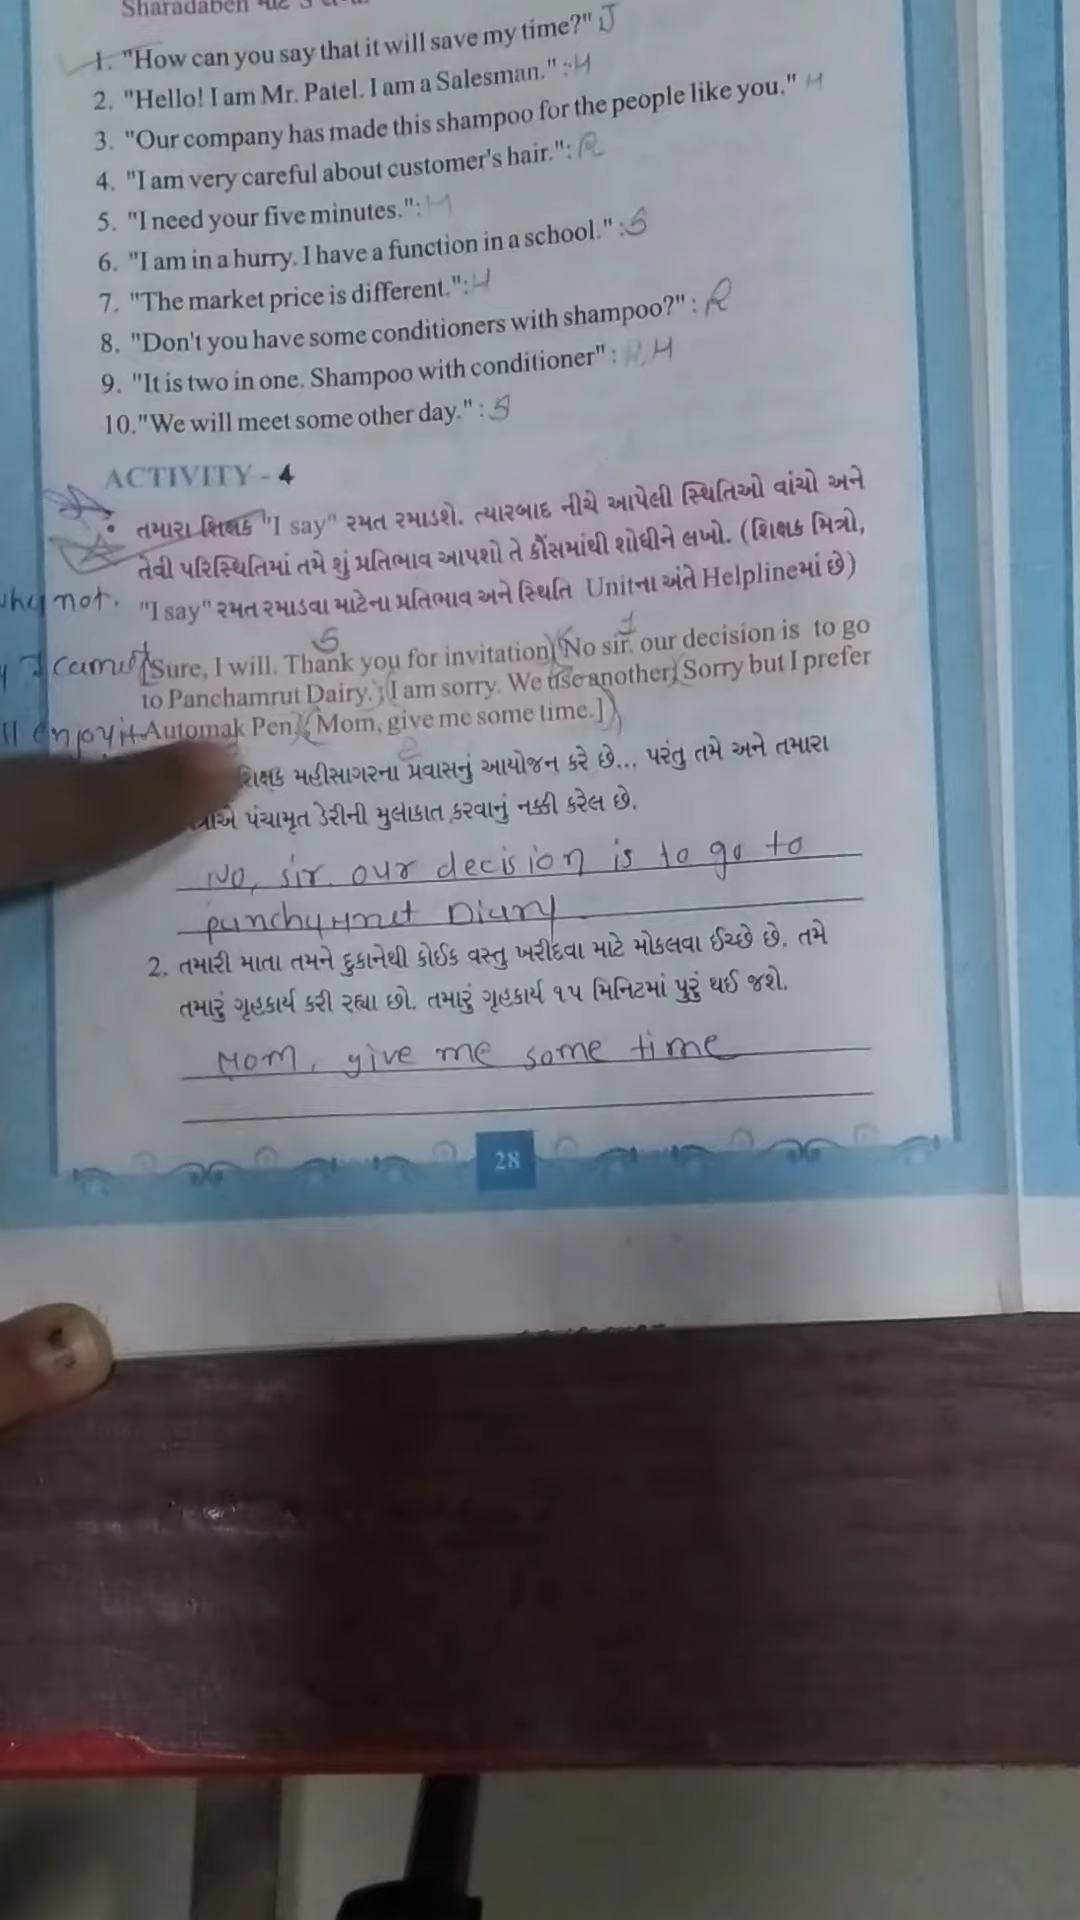 Sharadaben
1. "How can you say that it will save my time?" J
2. "Hello! I am Mr. Patel. I am a Salesman." : H
3. "Our company has made this shampoo for the people like you." H
4. "I am very careful about customer's hair.": R
5. "I need your five minutes.": H
6. "I am in a hurry. I have a function in a school." : S
7. "The market price is different.": H
8. "Don't you have some conditioners with shampoo?" : R
9. "It is two in one. Shampoo with conditioner" : H
10."We will meet some other day." : S
ACTIVITY - 4
• તમારા શિક્ષક "I say" રમત રમાડશે. ત્યારબાદ નીચે આપેલી સ્થિતિઓ વાંચો અને
તેવી પરિસ્થિતિમાં તમે શું પ્રતિભાવ આપશો તે કૌંસમાંથી શોધીને લખો. (શિક્ષક મિત્રો,
not. "I say" રમત રમાડવા માટેના પ્રતિભાવ અને સ્થિતિ Unitના અંતે Helplineમાં છે)
5 1
[Sure, I will. Thank you for invitation) (No sir. our decision is to go
to Panchamrut Dairy.) (I am sorry. We use another) (Sorry but I prefer
enjoy it Automak Pen) (Mom, give me some time.]
2
શિક્ષક મહીસાગરના પ્રવાસનું આયોજન કરે છે... પરંતુ તમે અને તમારા
પંચામૃત ડેરીની મુલાકાત કરવાનું નક્કી કરેલ છે.
No, sir. our decision is to go to
panchyamrut Diary
2. તમારી માતા તમને દુકાનેથી કોઈક વસ્તુ ખરીદવા માટે મોકલવા ઈચ્છે છે. તમે
તમારું ગૃહકાર્ય કરી રહ્યા છો. તમારું ગૃહકાર્ય ૧૫ મિનિટમાં પુરું થઈ જશે.
Mom, give me some time
28